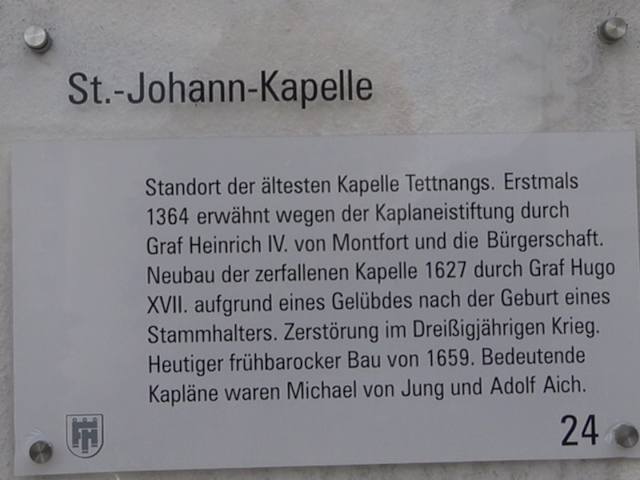 St.-Johann-Kapelle
Standort der ältesten Kapelle Tettnangs. Erstmals
1364 erwähnt wegen der Kaplaneistiftung durch
Graf Heinrich IV. von Montfort und die Bürgerschaft.
Neubau der zerfallenen Kapelle 1627 durch Graf Hugo
XVII. aufgrund eines Gelübdes nach der Geburt eines
Stammhalters. Zerstörung im Dreißigjährigen Krieg.
Heutiger frühbarocker Bau von 1659. Bedeutende
Kapläne waren Michael von Jung und Adolf Aich.
24